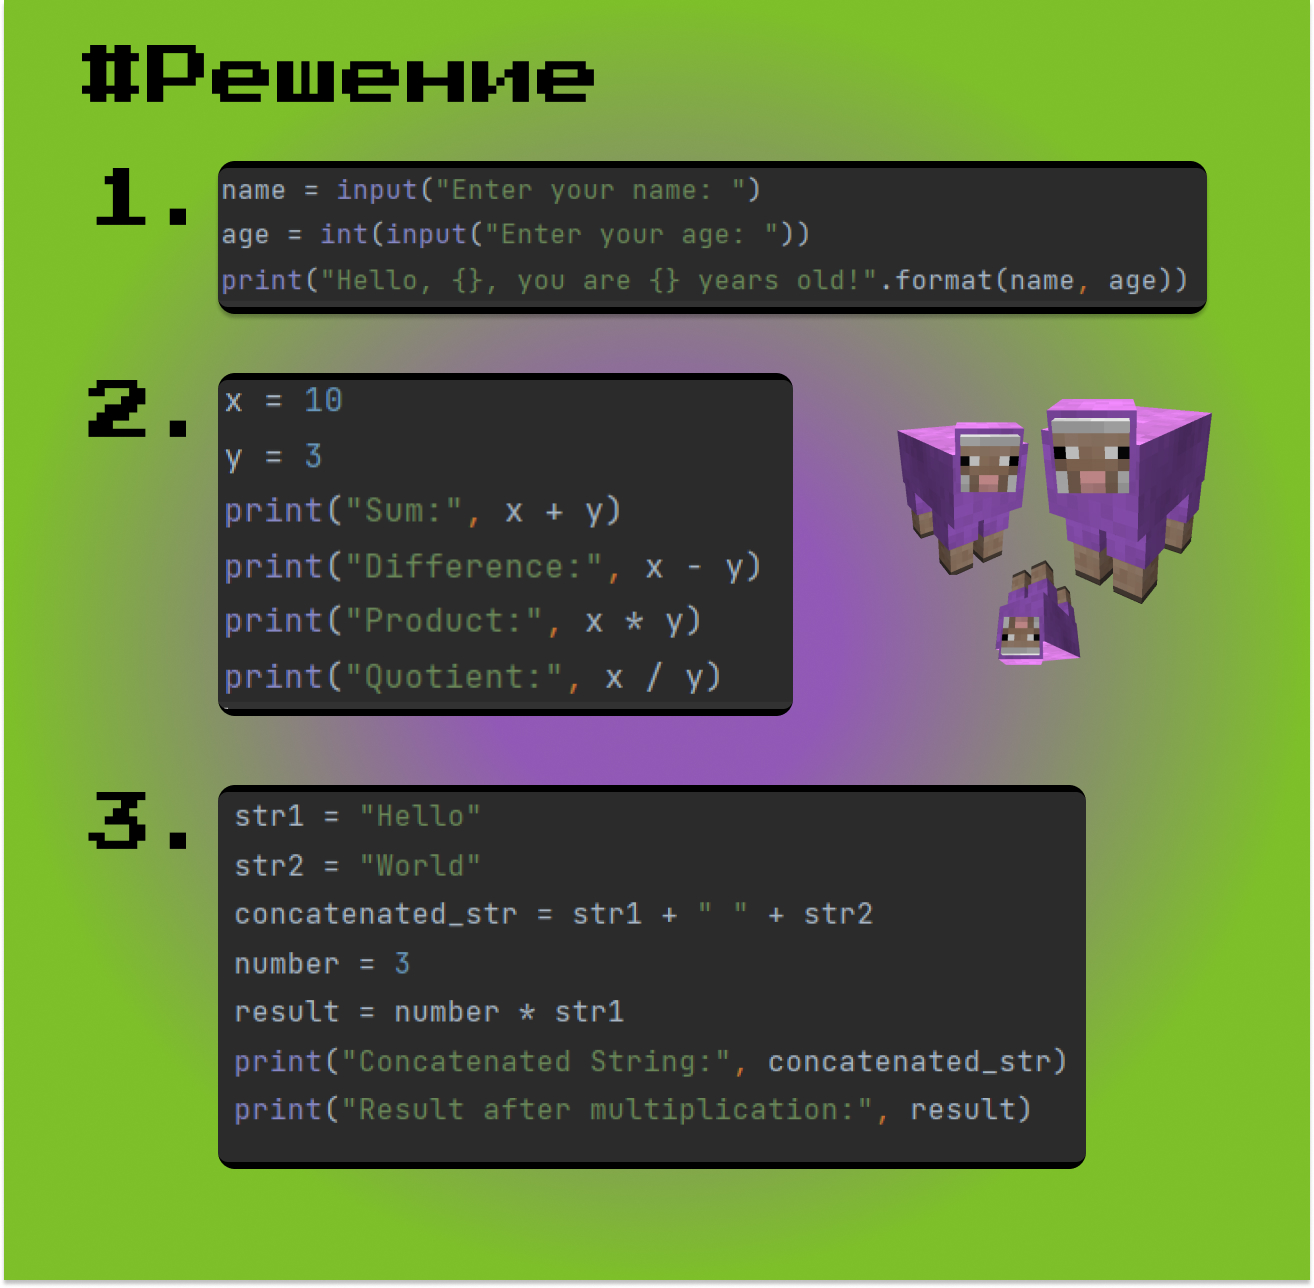 #Решение
1.
name = input("Enter your name: ")
age = int(input("Enter your age: "))
print("Hello, {}, you are {} years old!".format(name, age))
2.
x = 10
y = 3
print("Sum:", x + y)
print("Difference:", x - y)
print("Product:", x * y)
print("Quotient:", x / y)
3.
str1 = "Hello"
str2 = "World"
concatenated_str = str1 + " " + str2
number = 3
result = number * str1
print("Concatenated String:", concatenated_str)
print("Result after multiplication:", result)